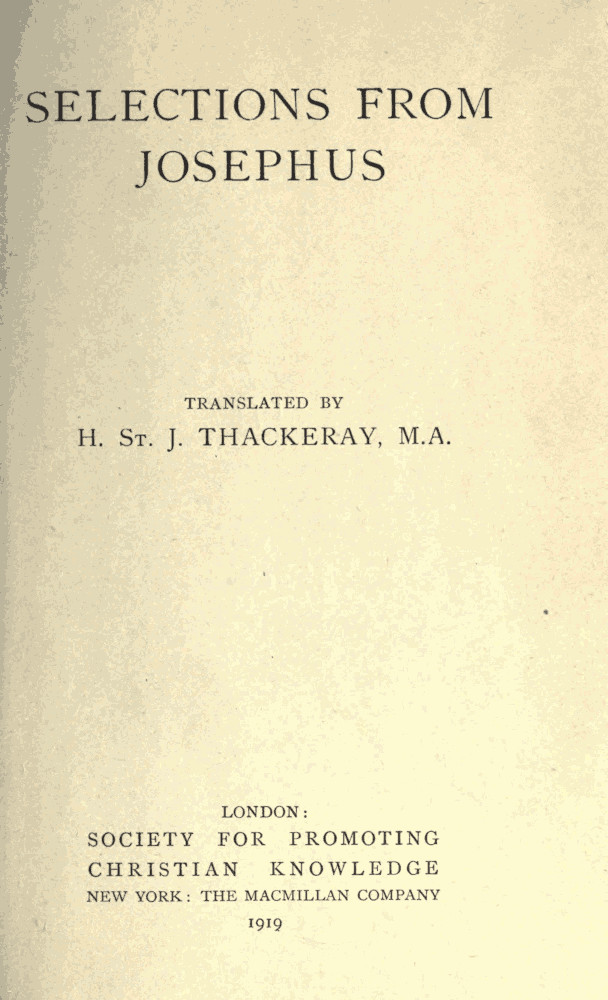 SELECTIONS FROM
JOSEPHUS
TRANSLATED BY
H. ST. J. THACKERAY, M.A.
LONDON:
SOCIETY FOR PROMOTING
CHRISTIAN KNOWLEDGE
NEW YORK: THE MACMILLAN COMPANY
1919